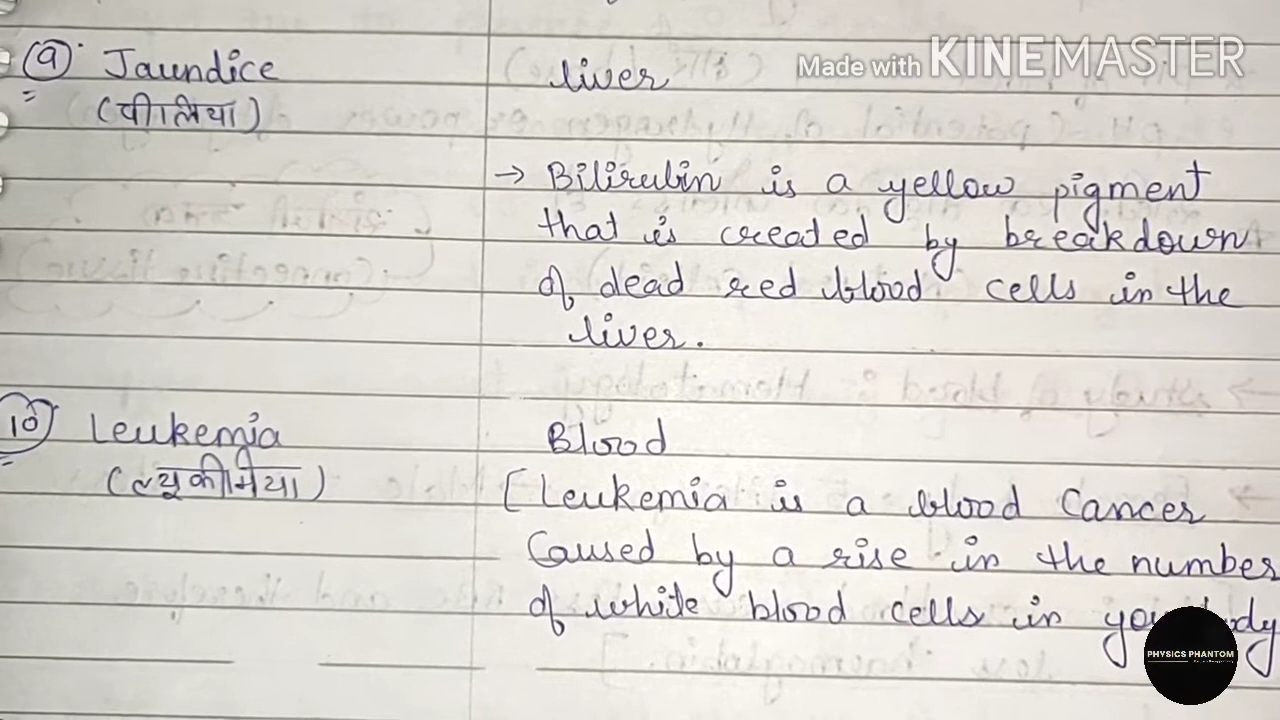 Made with KINEMASTER
(9) Jaundice liver
(पीलिया)
→ Bilirubin is a yellow pigment
that is created by breakdown
of dead red blood cells in the
liver.
(10) Leukemia Blood
(ल्यूकीमिया) [Leukemia is a blood Cancer
Caused by a rise in the number
of white blood cells in your body
PHYSICS PHANTOM